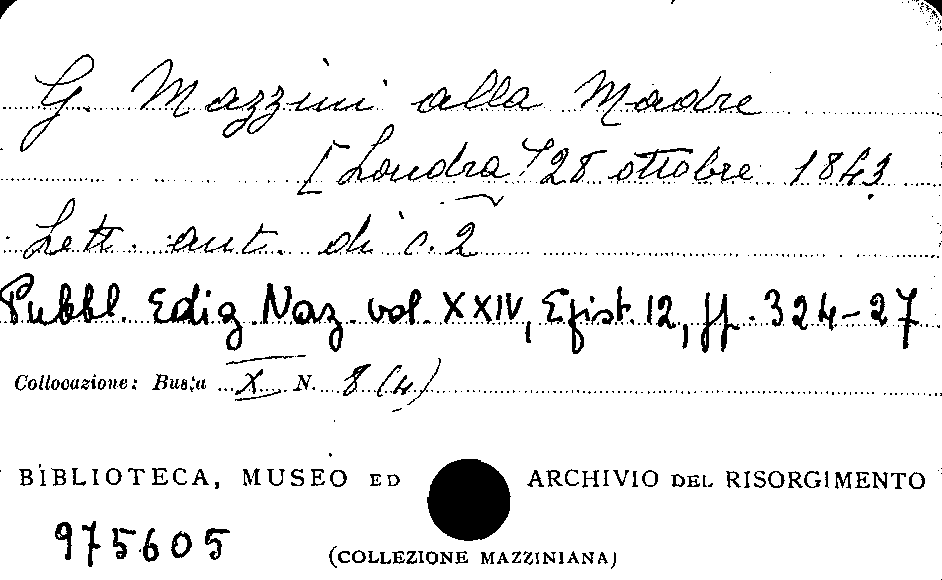 G. Mazzini alla Madre
[Londra] 28 ottobre 1843
Lett. aut. di c. 2
Pubbl. Ediz. Naz. vol. XXIV, Epist. 12, pp. 324-27
Collocazione: Busta X N. 8 (4)
BIBLIOTECA, MUSEO ED ARCHIVIO DEL RISORGIMENTO
975605
(COLLEZIONE MAZZINIANA)